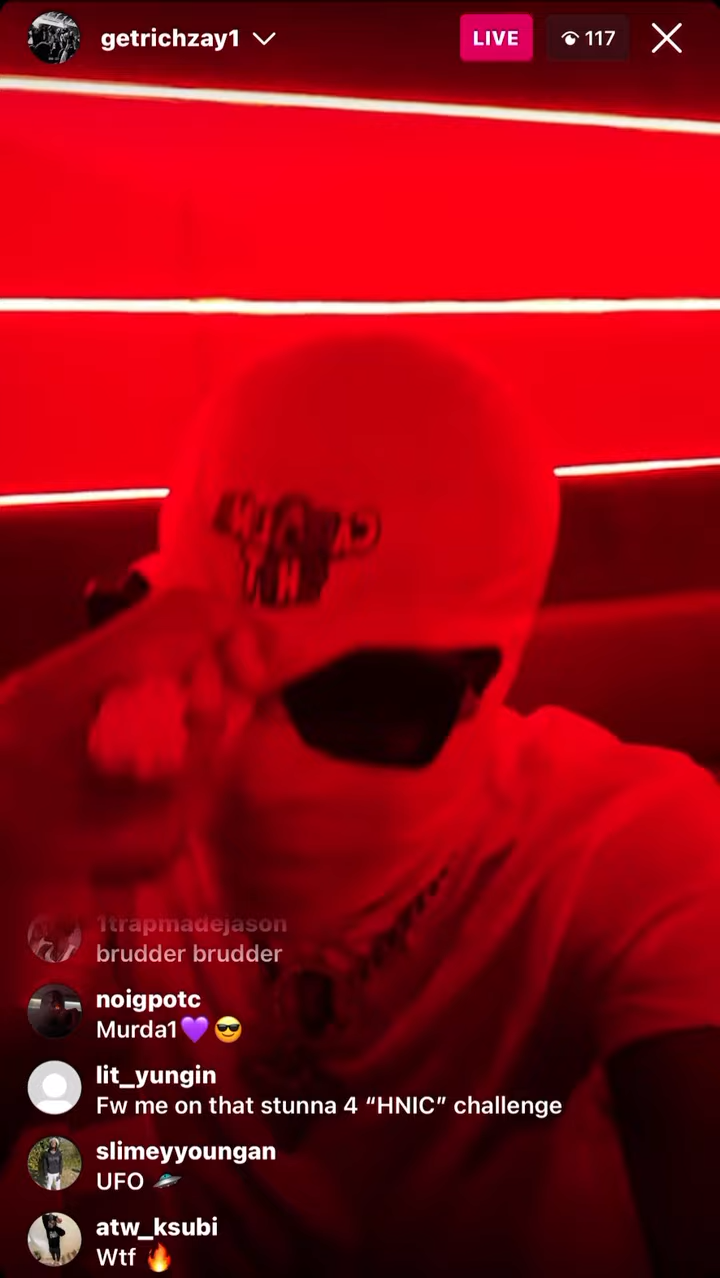 getrichzay1
LIVE
117
1trapmadejason
brudder brudder
noigpotc
Murda1💜😎
lit_yungin
Fw me on that stunna 4 “HNIC” challenge
slimeyyoungan
UFO 🛸
atw_ksubi
Wtf 🔥